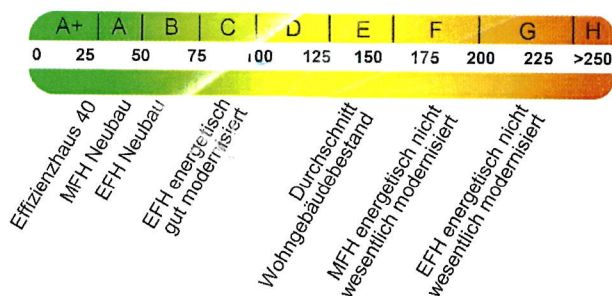 A+ A B C D E F G H
0 25 50 75 100 125 150 175 200 225 >250
Effizienzhaus 40
MFH Neubau
EFH Neubau
EFH energetisch
gut modernisiert
Durchschnitt
Wohngebäudebestand
MFH energetisch nicht
wesentlich modernisiert
EFH energetisch nicht
wesentlich modernisiert